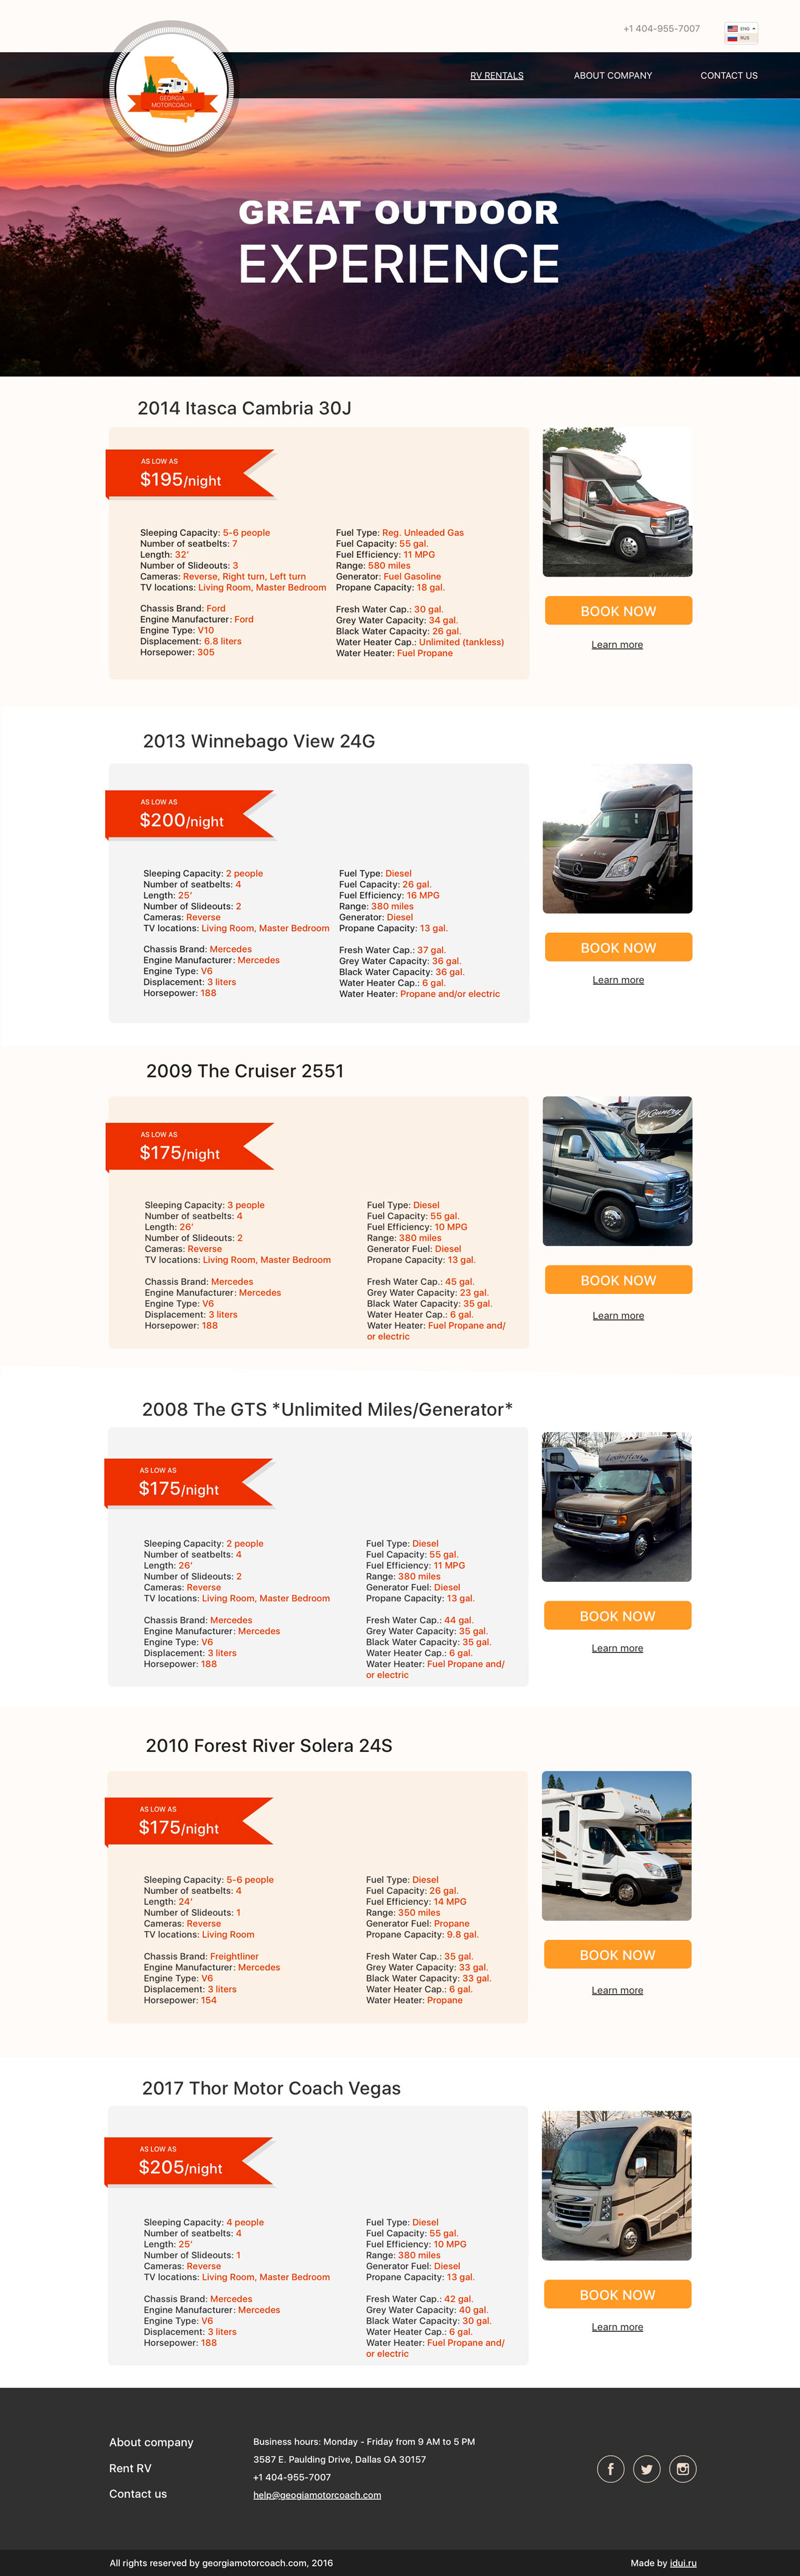 +1 404-955-7007
ENG
RUS
GEORGIA
MOTORCOACH
RV RENTALS
ABOUT COMPANY
CONTACT US
GREAT OUTDOOR
EXPERIENCE
2014 Itasca Cambria 30J
AS LOW AS
$195/night
Sleeping Capacity: 5-6 people
Number of seatbelts: 7
Length: 32'
Number of Slideouts: 3
Cameras: Reverse, Right turn, Left turn
TV locations: Living Room, Master Bedroom
Chassis Brand: Ford
Engine Manufacturer: Ford
Engine Type: V10
Displacement: 6.8 liters
Horsepower: 305
Fuel Type: Reg. Unleaded Gas
Fuel Capacity: 55 gal.
Fuel Efficiency: 11 MPG
Range: 580 miles
Generator: Fuel Gasoline
Propane Capacity: 18 gal.
Fresh Water Cap.: 30 gal.
Grey Water Capacity: 34 gal.
Black Water Capacity: 26 gal.
Water Heater Cap.: Unlimited (tankless)
Water Heater: Fuel Propane
BOOK NOW
Learn more
2013 Winnebago View 24G
AS LOW AS
$200/night
Sleeping Capacity: 2 people
Number of seatbelts: 4
Length: 25'
Number of Slideouts: 2
Cameras: Reverse
TV locations: Living Room, Master Bedroom
Chassis Brand: Mercedes
Engine Manufacturer: Mercedes
Engine Type: V6
Displacement: 3 liters
Horsepower: 188
Fuel Type: Diesel
Fuel Capacity: 26 gal.
Fuel Efficiency: 16 MPG
Range: 380 miles
Generator: Diesel
Propane Capacity: 13 gal.
Fresh Water Cap.: 37 gal.
Grey Water Capacity: 36 gal.
Black Water Capacity: 36 gal.
Water Heater Cap.: 6 gal.
Water Heater: Propane and/or electric
BOOK NOW
Learn more
2009 The Cruiser 2551
AS LOW AS
$175/night
Sleeping Capacity: 3 people
Number of seatbelts: 4
Length: 26'
Number of Slideouts: 2
Cameras: Reverse
TV locations: Living Room, Master Bedroom
Chassis Brand: Mercedes
Engine Manufacturer: Mercedes
Engine Type: V6
Displacement: 3 liters
Horsepower: 188
Fuel Type: Diesel
Fuel Capacity: 55 gal.
Fuel Efficiency: 10 MPG
Range: 380 miles
Generator Fuel: Diesel
Propane Capacity: 13 gal.
Fresh Water Cap.: 45 gal.
Grey Water Capacity: 23 gal.
Black Water Capacity: 35 gal.
Water Heater Cap.: 6 gal.
Water Heater: Fuel Propane and/
or electric
EnCountry
BOOK NOW
Learn more
2008 The GTS *Unlimited Miles/Generator*
AS LOW AS
$175/night
Sleeping Capacity: 2 people
Number of seatbelts: 4
Length: 26'
Number of Slideouts: 2
Cameras: Reverse
TV locations: Living Room, Master Bedroom
Chassis Brand: Mercedes
Engine Manufacturer: Mercedes
Engine Type: V6
Displacement: 3 liters
Horsepower: 188
Fuel Type: Diesel
Fuel Capacity: 55 gal.
Fuel Efficiency: 11 MPG
Range: 380 miles
Generator Fuel: Diesel
Propane Capacity: 13 gal.
Fresh Water Cap.: 44 gal.
Grey Water Capacity: 35 gal.
Black Water Capacity: 35 gal.
Water Heater Cap.: 6 gal.
Water Heater: Fuel Propane and/
or electric
Lexington
BOOK NOW
Learn more
2010 Forest River Solera 24S
AS LOW AS
$175/night
Sleeping Capacity: 5-6 people
Number of seatbelts: 4
Length: 24'
Number of Slideouts: 1
Cameras: Reverse
TV locations: Living Room
Chassis Brand: Freightliner
Engine Manufacturer: Mercedes
Engine Type: V6
Displacement: 3 liters
Horsepower: 154
Fuel Type: Diesel
Fuel Capacity: 26 gal.
Fuel Efficiency: 14 MPG
Range: 350 miles
Generator Fuel: Propane
Propane Capacity: 9.8 gal.
Fresh Water Cap.: 35 gal.
Grey Water Capacity: 33 gal.
Black Water Capacity: 33 gal.
Water Heater Cap.: 6 gal.
Water Heater: Propane
Solera
BOOK NOW
Learn more
2017 Thor Motor Coach Vegas
AS LOW AS
$205/night
Sleeping Capacity: 4 people
Number of seatbelts: 4
Length: 25'
Number of Slideouts: 1
Cameras: Reverse
TV locations: Living Room, Master Bedroom
Chassis Brand: Mercedes
Engine Manufacturer: Mercedes
Engine Type: V6
Displacement: 3 liters
Horsepower: 188
Fuel Type: Diesel
Fuel Capacity: 55 gal.
Fuel Efficiency: 10 MPG
Range: 380 miles
Generator Fuel: Diesel
Propane Capacity: 13 gal.
Fresh Water Cap.: 42 gal.
Grey Water Capacity: 40 gal.
Black Water Capacity: 30 gal.
Water Heater Cap.: 6 gal.
Water Heater: Fuel Propane and/
or electric
BOOK NOW
Learn more
About company
Rent RV
Contact us
Business hours: Monday - Friday from 9 AM to 5 PM
3587 E. Paulding Drive, Dallas GA 30157
+1 404-955-7007
help@geogiamotorcoach.com
All rights reserved by georgiamotorcoach.com, 2016
Made by idui.ru